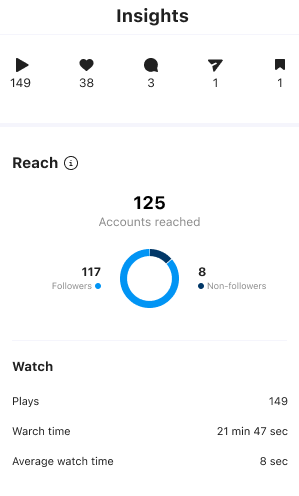 Insights
149 38 3 1 1
Reach
125
Accounts reached
117 8
Followers Non-followers
Watch
Plays 149
Warch time 21 min 47 sec
Average watch time 8 sec